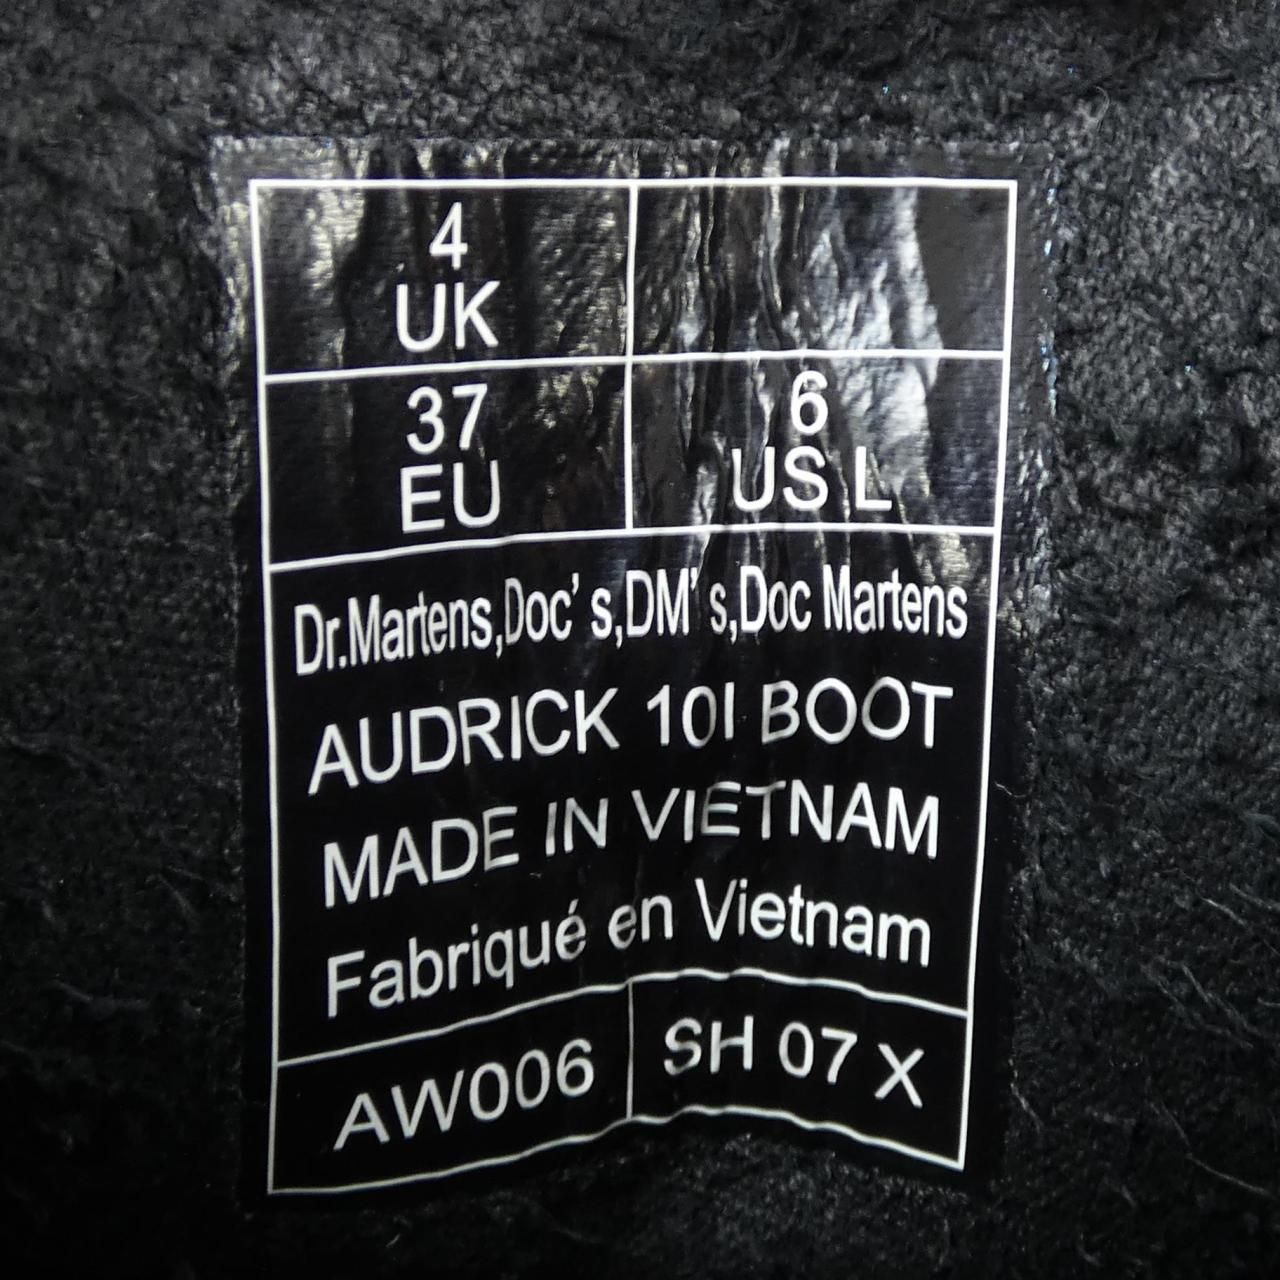 4
UK
37
EU
6
US L
Dr.Martens,Doc's,DM's,Doc Martens
AUDRICK 10I BOOT
MADE IN VIETNAM
Fabriqué en Vietnam
AW006
SH 07 X